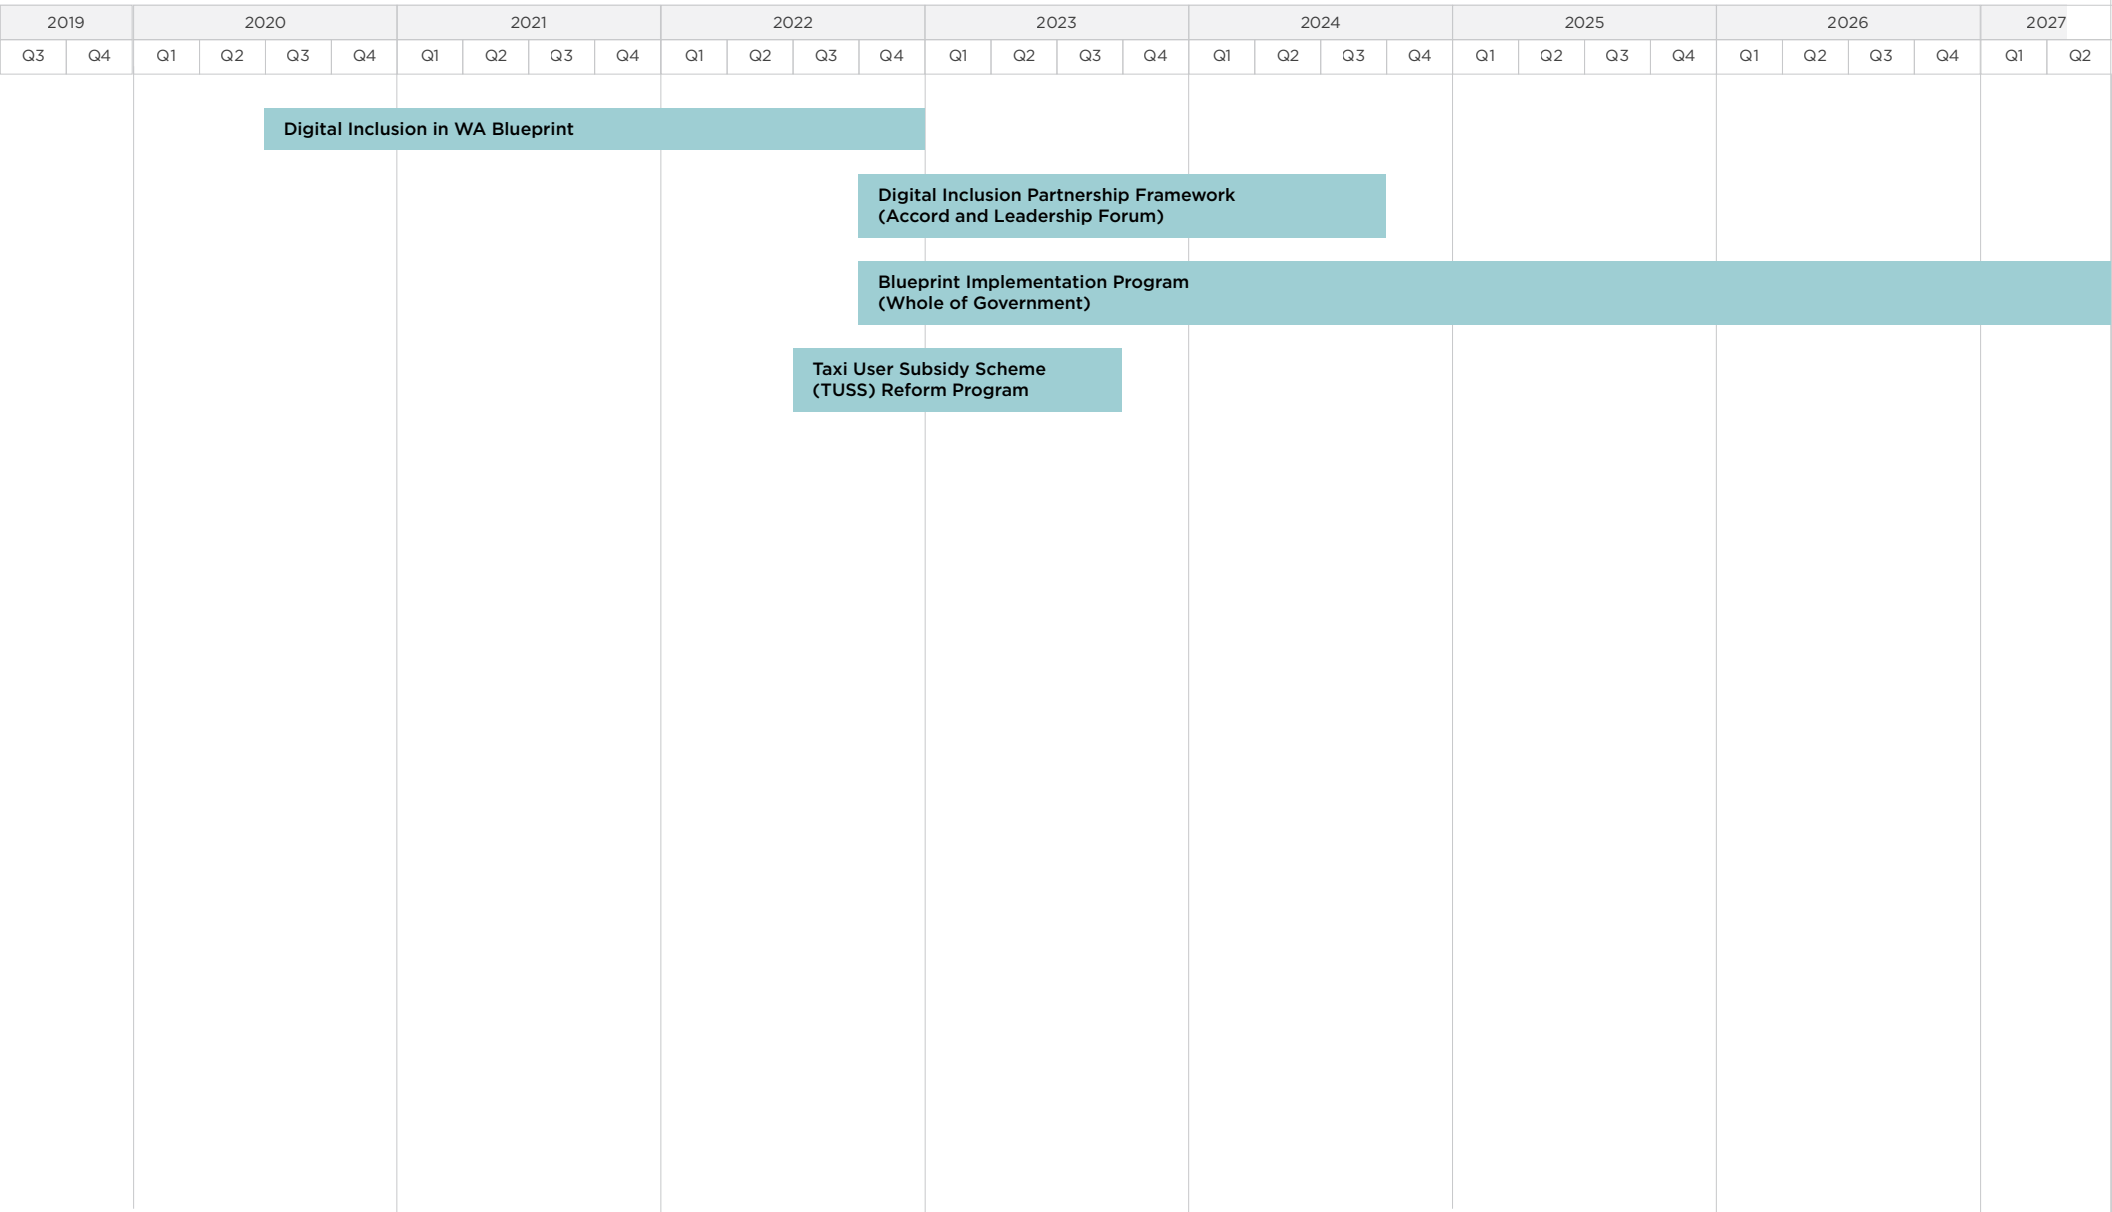 2019 2020 2021 2022 2023 2024 2025 2026 2027
Q3 Q4 Q1 Q2 Q3 Q4 Q1 Q2 Q3 Q4 Q1 Q2 Q3 Q4 Q1 Q2 Q3 Q4 Q1 Q2 Q3 Q4 Q1 Q2 Q3 Q4 Q1 Q2 Q3 Q4 Q1 Q2
Digital Inclusion in WA Blueprint
Digital Inclusion Partnership Framework
(Accord and Leadership Forum)
Blueprint Implementation Program
(Whole of Government)
Taxi User Subsidy Scheme
(TUSS) Reform Program